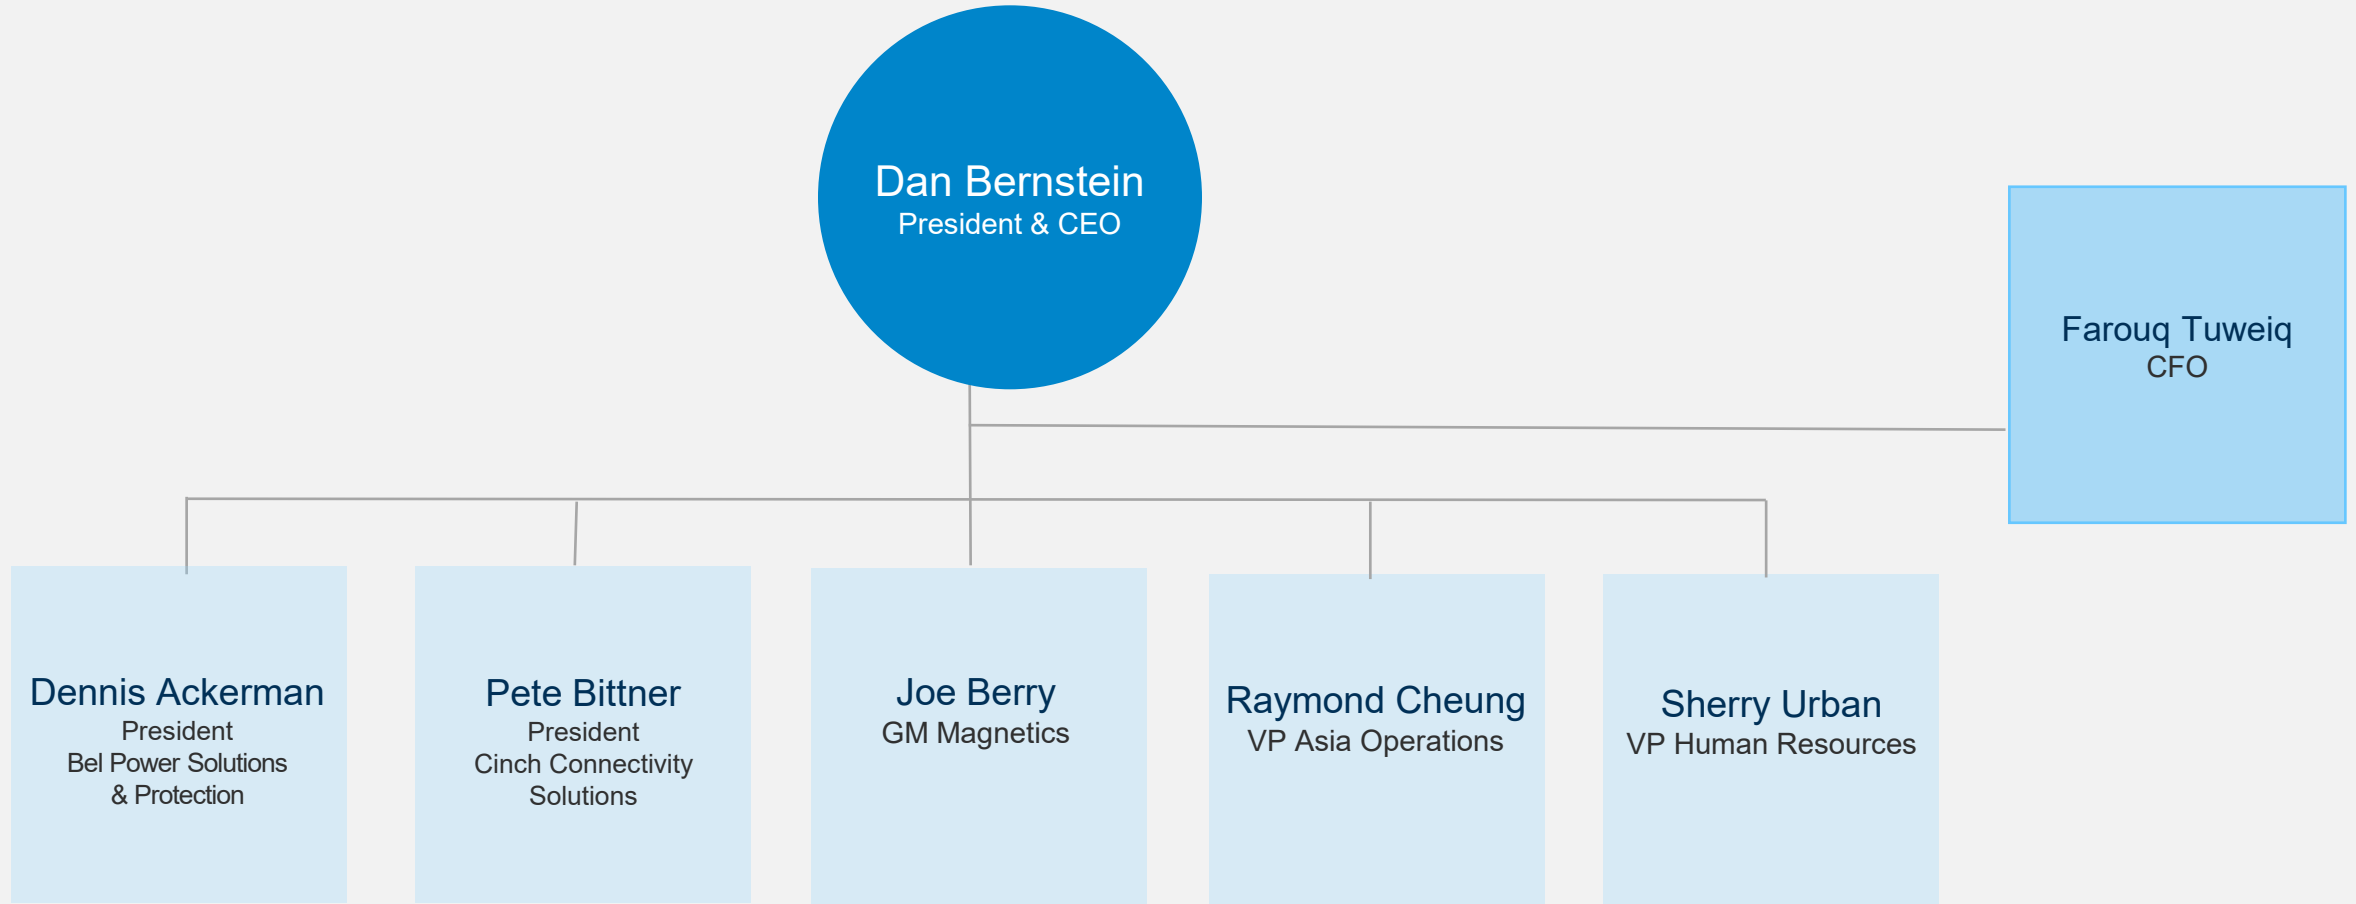 Dan Bernstein
President & CEO
Farouq Tuweiq
CFO
Dennis Ackerman
President
Bel Power Solutions
& Protection
Pete Bittner
President
Cinch Connectivity
Solutions
Joe Berry
GM Magnetics
Raymond Cheung
VP Asia Operations
Sherry Urban
VP Human Resources